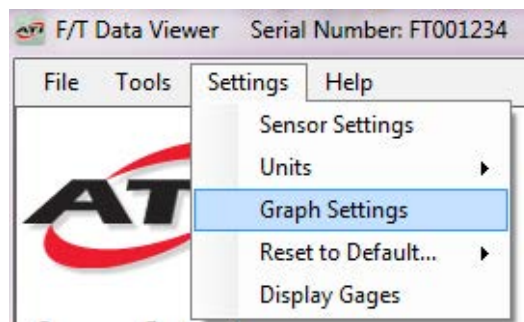 F/T Data Viewer Serial Number: FT001234
File Tools Settings Help
Sensor Settings
Units
ATI
Graph Settings
Reset to Default...
Display Gages